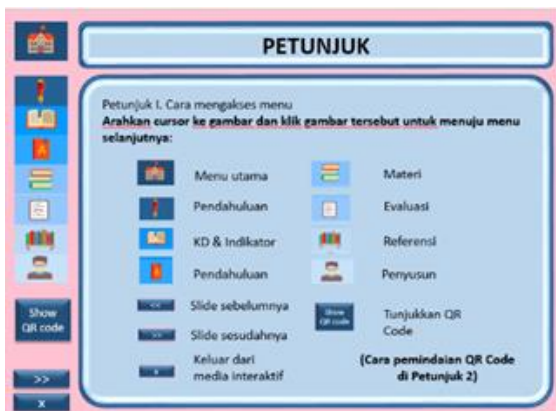 PETUNJUK
Petunjuk I. Cara mengakses menu
Arahkan cursor ke gambar dan klik gambar tersebut untuk menuju menu
selanjutnya:
Menu utama
Materi
Pendahuluan
Evaluasi
KD & Indikator
Referensi
Pendahuluan
Penyusun
<<
Slide sebelumnya
Show
QR code
Tunjukkan QR
Code
>>
Slide sesudahnya
x
Keluar dari
media interaktif
(Cara pemindaian QR Code
di Petunjuk 2)
Show
QR code
>>
x